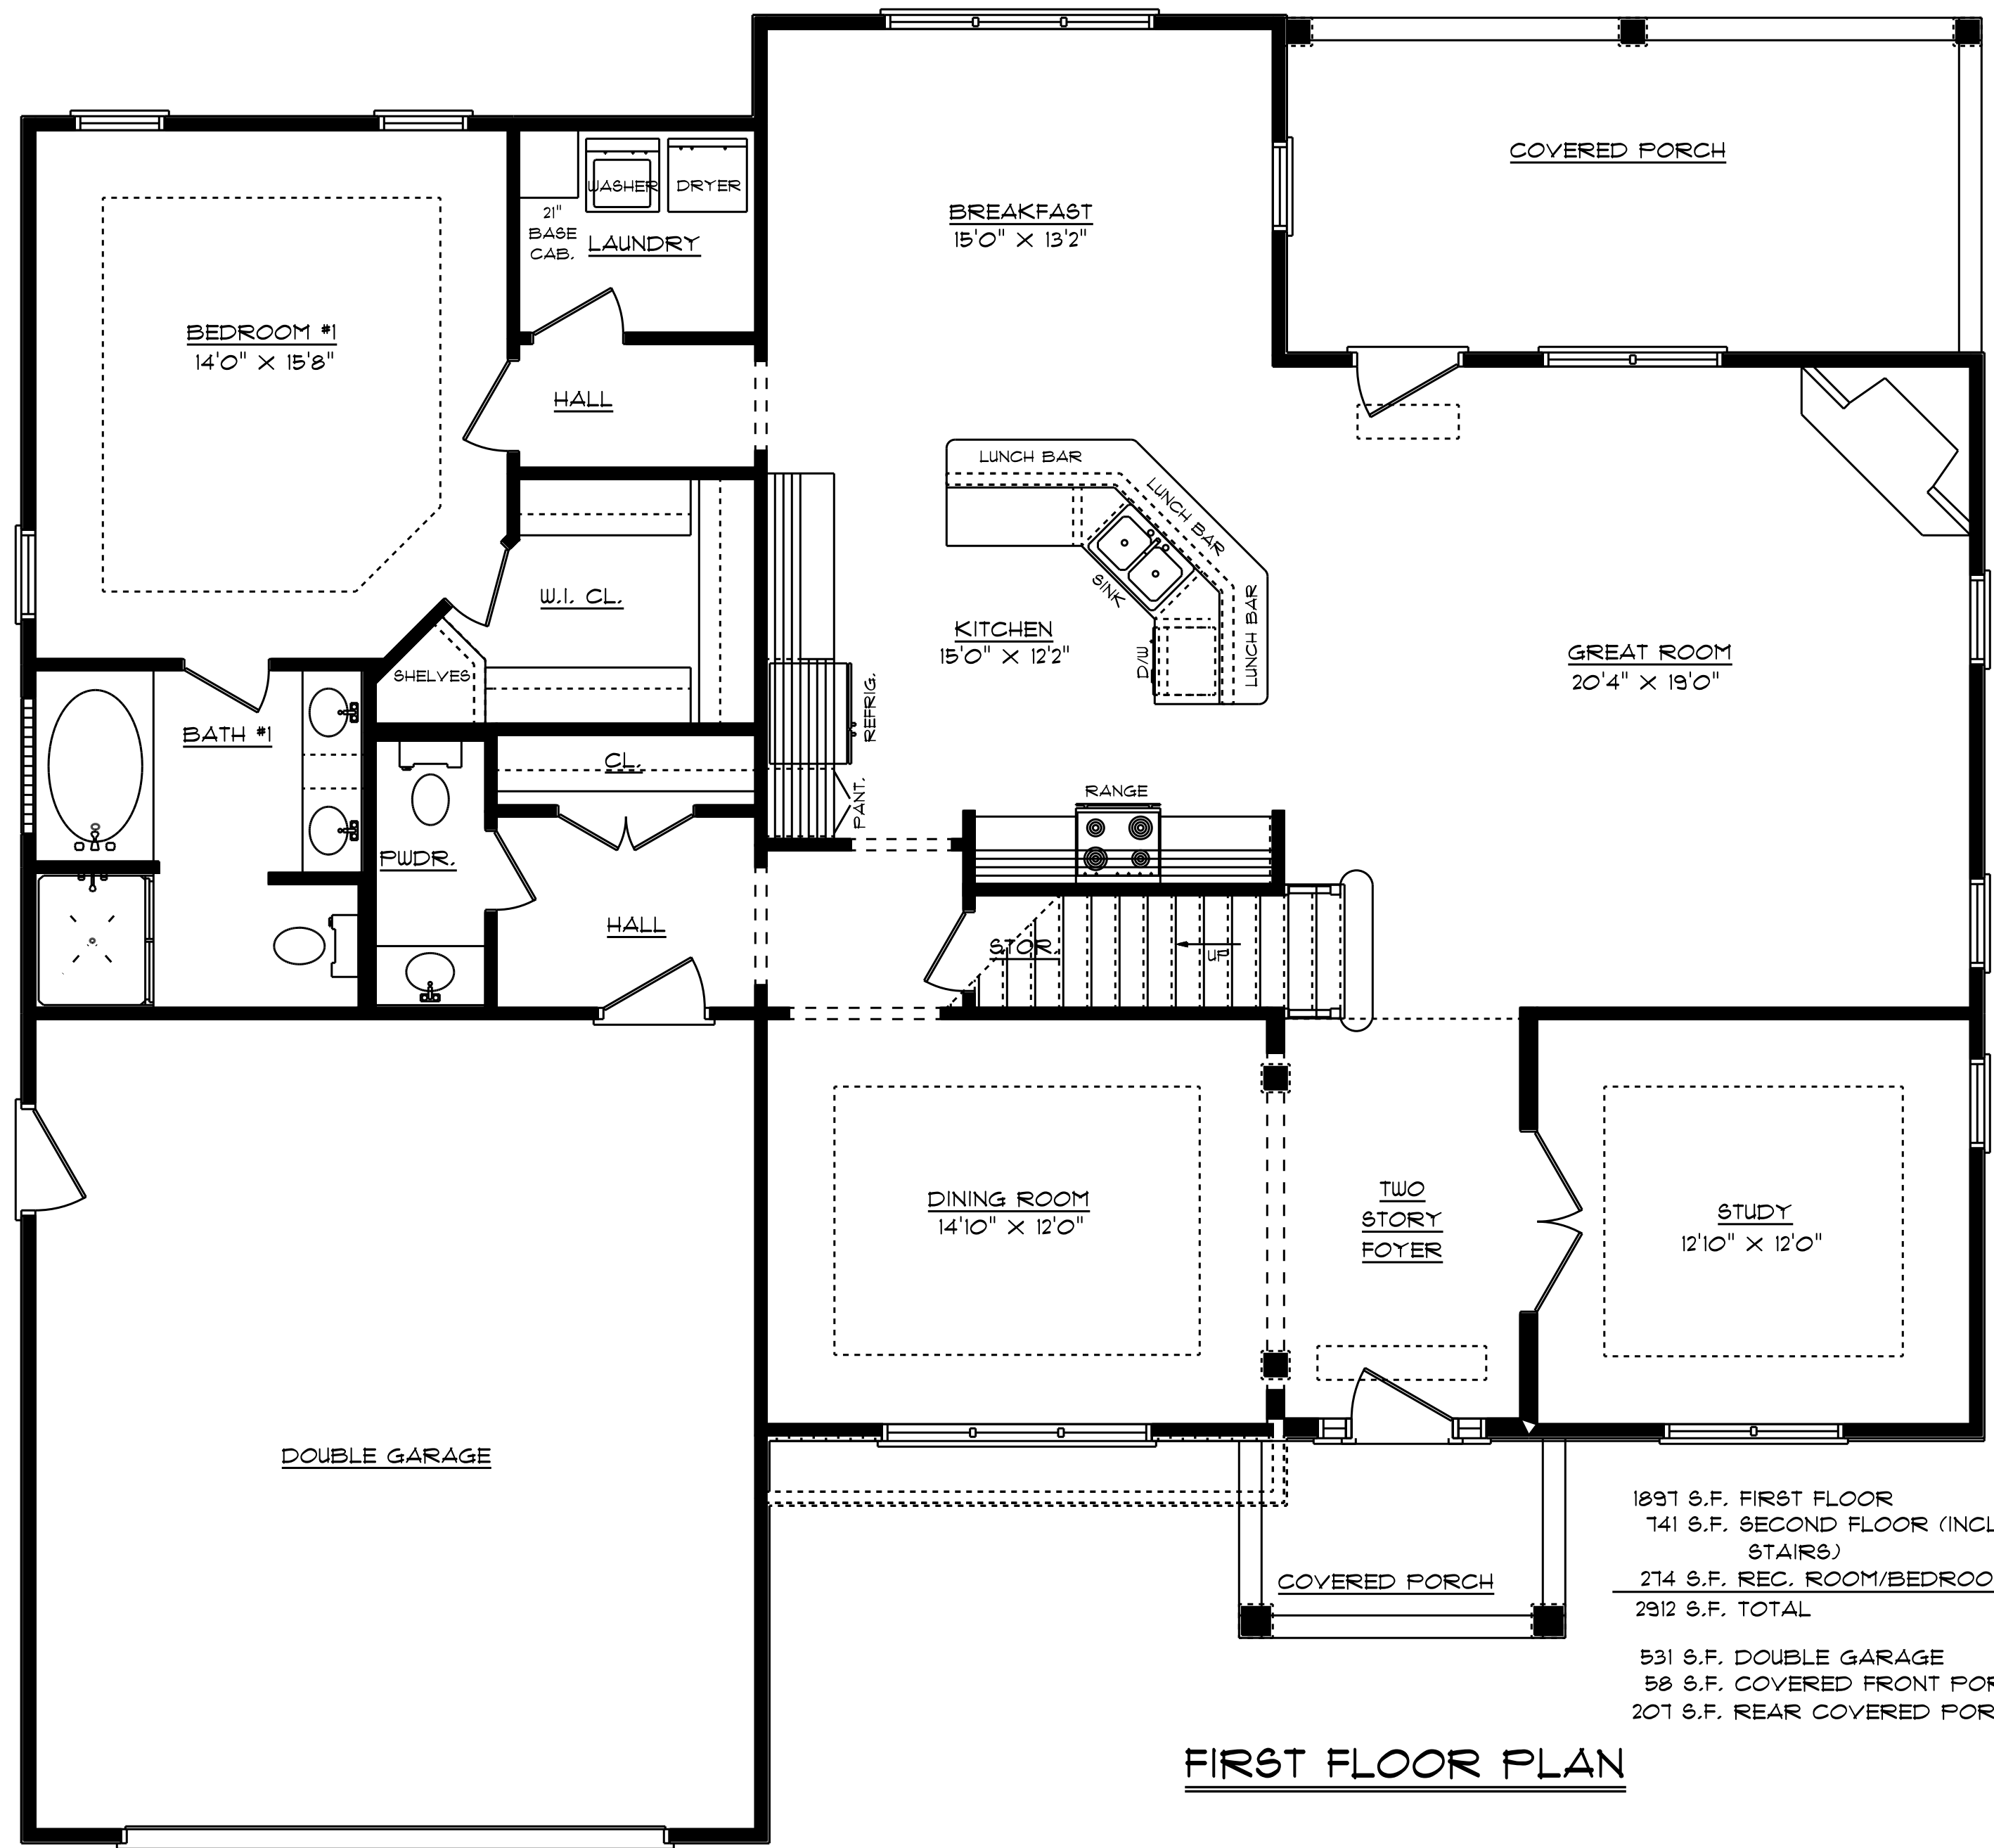 COVERED PORCH
WASHER
DRYER
21"
BASE
CAB.
LAUNDRY
BREAKFAST
15'0" X 13'2"
BEDROOM #1
14'0" X 15'8"
HALL
LUNCH BAR
LUNCH BAR
LUNCH BAR
SINK
D/W
W.I. CL.
SHELVES
KITCHEN
15'0" X 12'2"
GREAT ROOM
20'4" X 19'0"
REFRIG.
PANT.
BATH #1
CL.
RANGE
PWDR.
HALL
STOR.
UP
DINING ROOM
14'10" X 12'0"
TWO
STORY
FOYER
STUDY
12'10" X 12'0"
DOUBLE GARAGE
COVERED PORCH
1897 S.F. FIRST FLOOR
741 S.F. SECOND FLOOR (INCL
STAIRS)
274 S.F. REC. ROOM/BEDROO
2912 S.F. TOTAL
531 S.F. DOUBLE GARAGE
58 S.F. COVERED FRONT POR
207 S.F. REAR COVERED POR
FIRST FLOOR PLAN